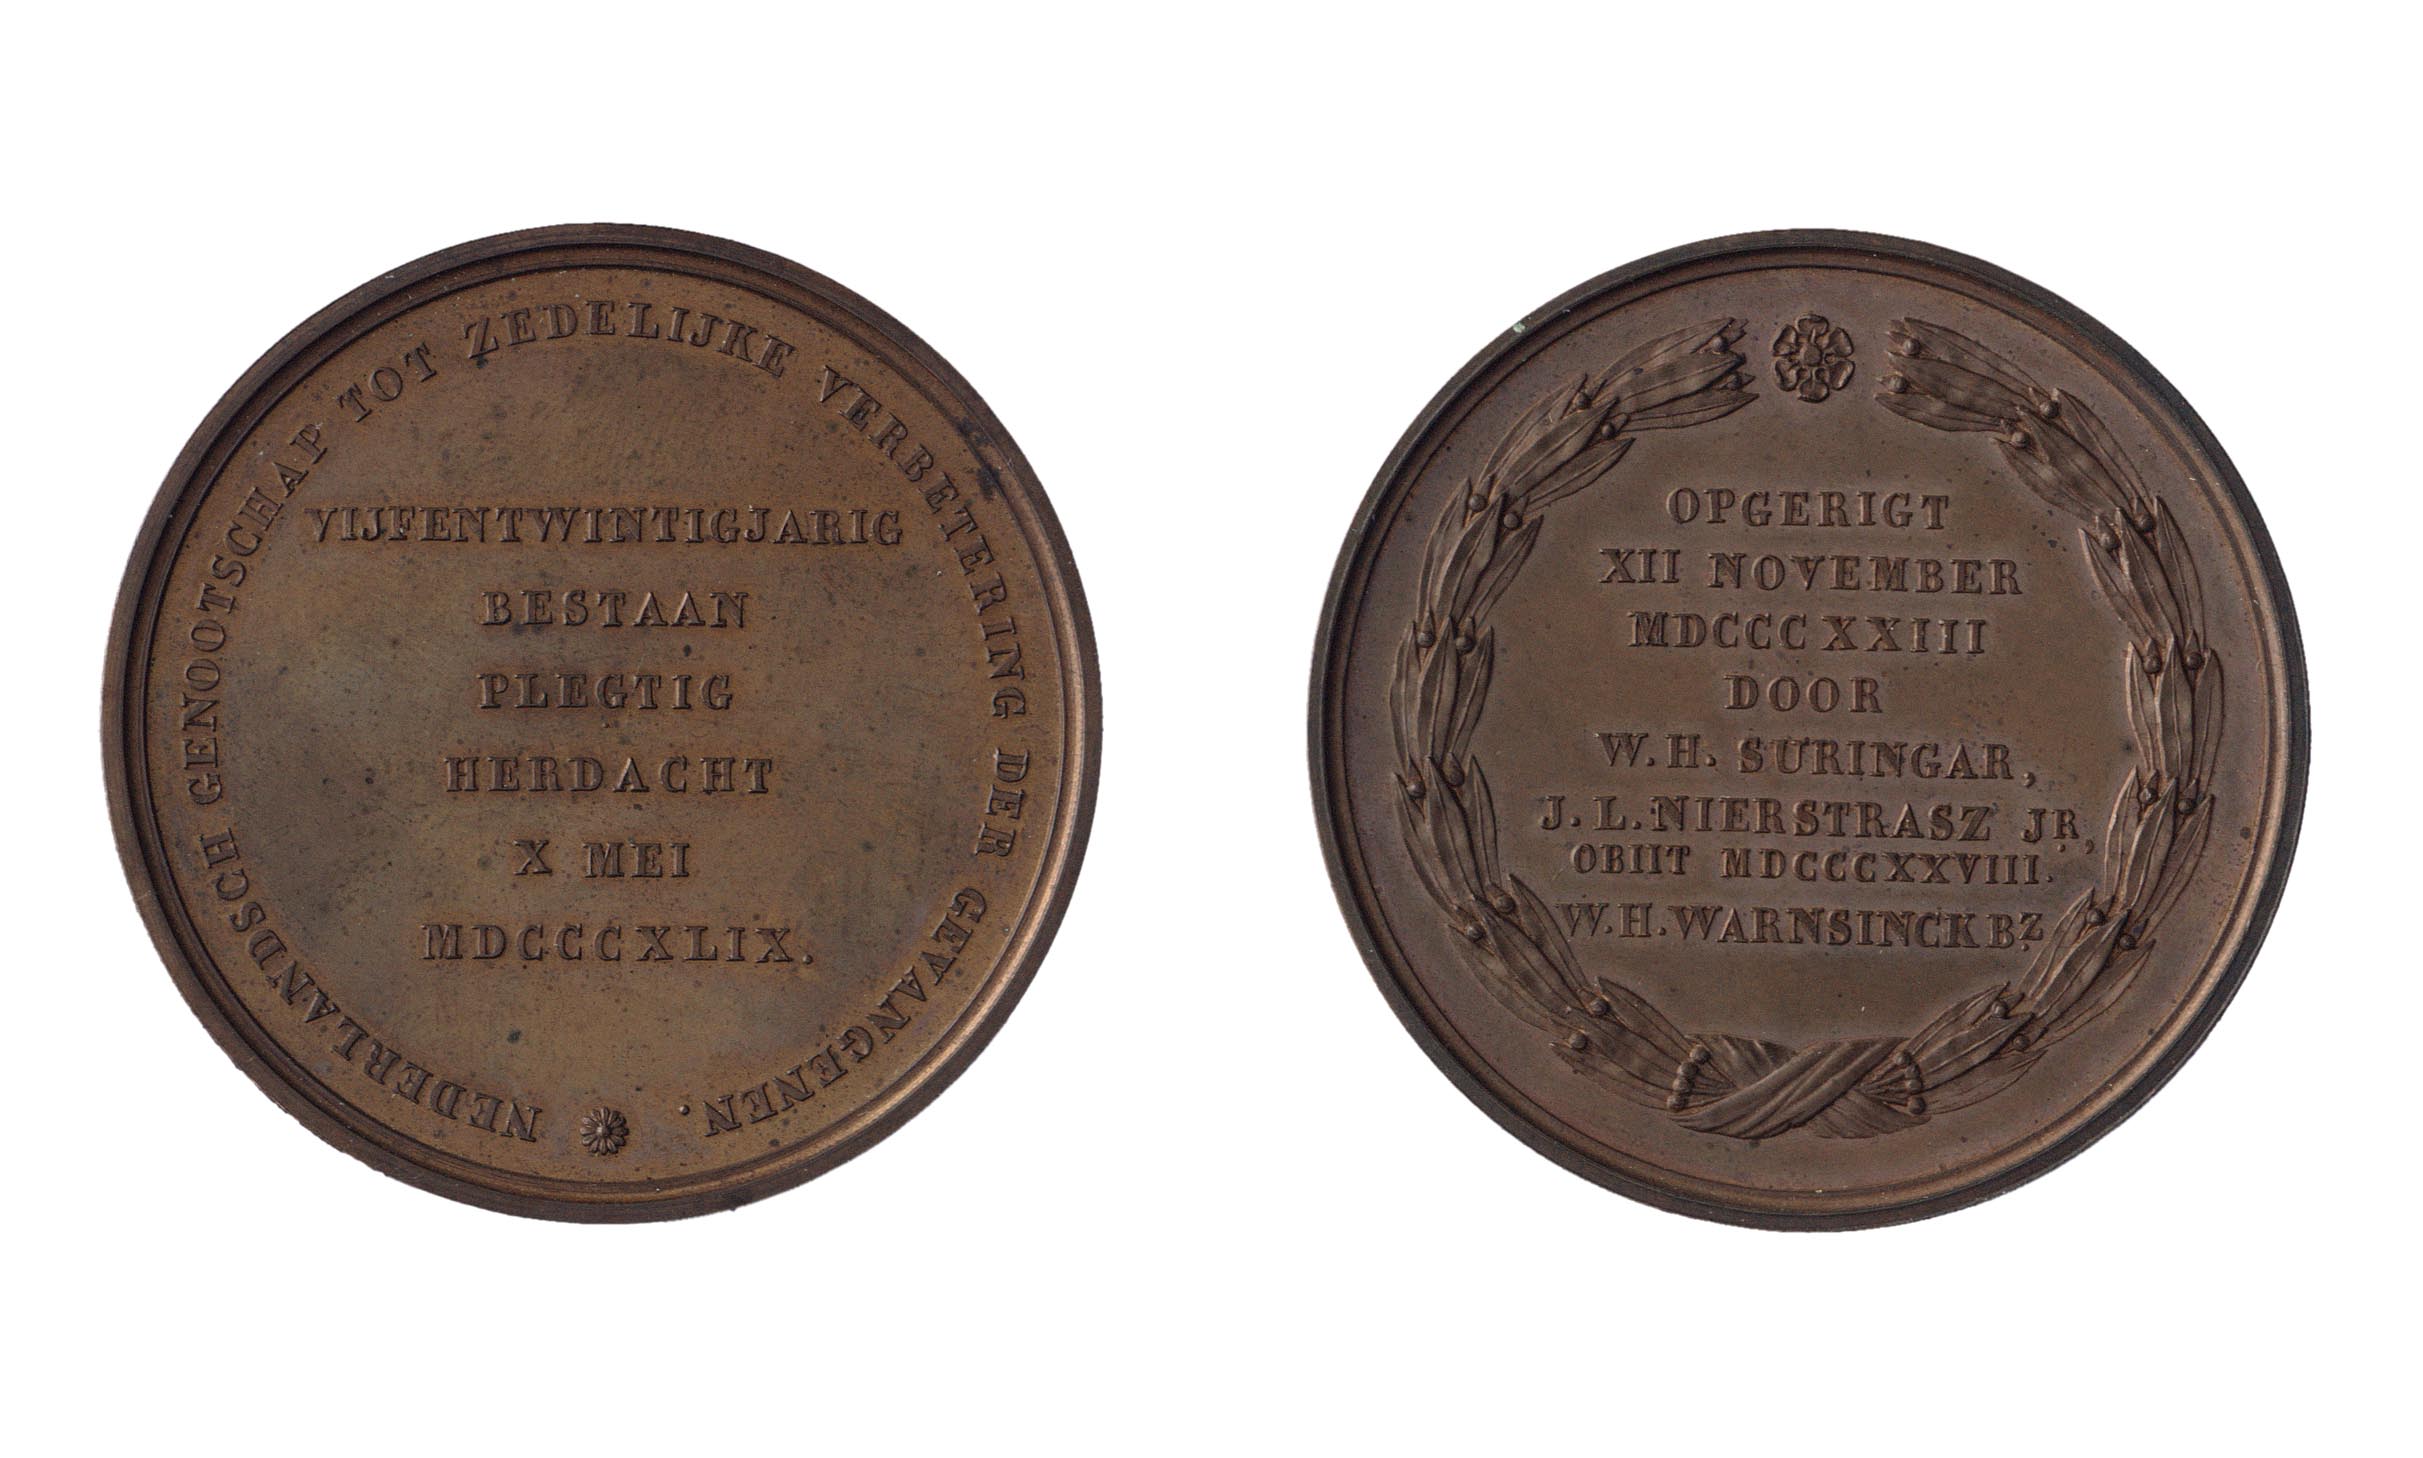 NEDERLANDSCH GENOOTSCHAP TOT ZEDELIJKE VERBETERING DER GEVANGENEN.
VIJFENTWINTIGJARIG
BESTAAN
PLEGTIG
HERDACHT
X MEI
MDCCCXLIX.
OPGERIGT
XII NOVEMBER
MDCCCXXIII
DOOR
W.H. SURINGAR,
J.L. NIERSTRASZ JR,
OBIIT MDCCCXXVIII.
W.H. WARNSINCK BZ